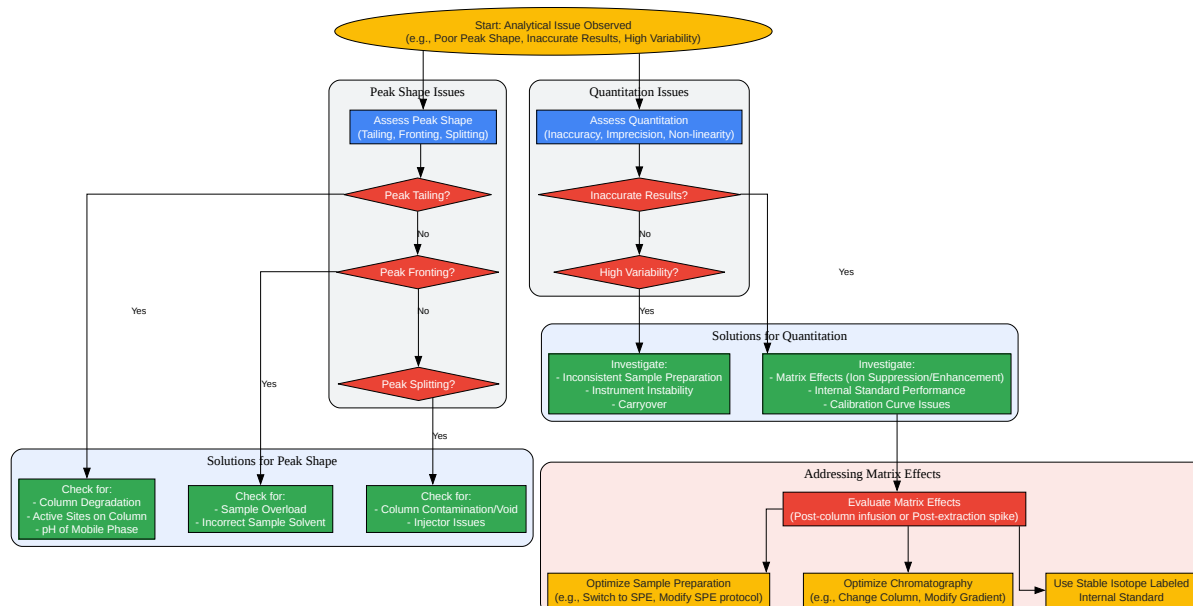 Start: Analytical Issue Observed
(e.g., Poor Peak Shape, Inaccurate Results, High Variability)
Peak Shape Issues
Assess Peak Shape
(Tailing, Fronting, Splitting)
Peak Tailing?
No
Peak Fronting?
No
Peak Splitting?
Yes
Yes
Yes
Quantitation Issues
Assess Quantitation
(Inaccuracy, Imprecision, Non-linearity)
Inaccurate Results?
No
High Variability?
Yes
Yes
Solutions for Quantitation
Investigate:
- Inconsistent Sample Preparation
- Instrument Instability
- Carryover
Investigate:
- Matrix Effects (Ion Suppression/Enhancement)
- Internal Standard Performance
- Calibration Curve Issues
Solutions for Peak Shape
Check for:
- Column Degradation
- Active Sites on Column
- pH of Mobile Phase
Check for:
- Sample Overload
- Incorrect Sample Solvent
Check for:
- Column Contamination/Void
- Injector Issues
Addressing Matrix Effects
Evaluate Matrix Effects
(Post-column infusion or Post-extraction spike)
Optimize Sample Preparation
(e.g., Switch to SPE, Modify SPE protocol)
Optimize Chromatography
(e.g., Change Column, Modify Gradient)
Use Stable Isotope Labeled
Internal Standard